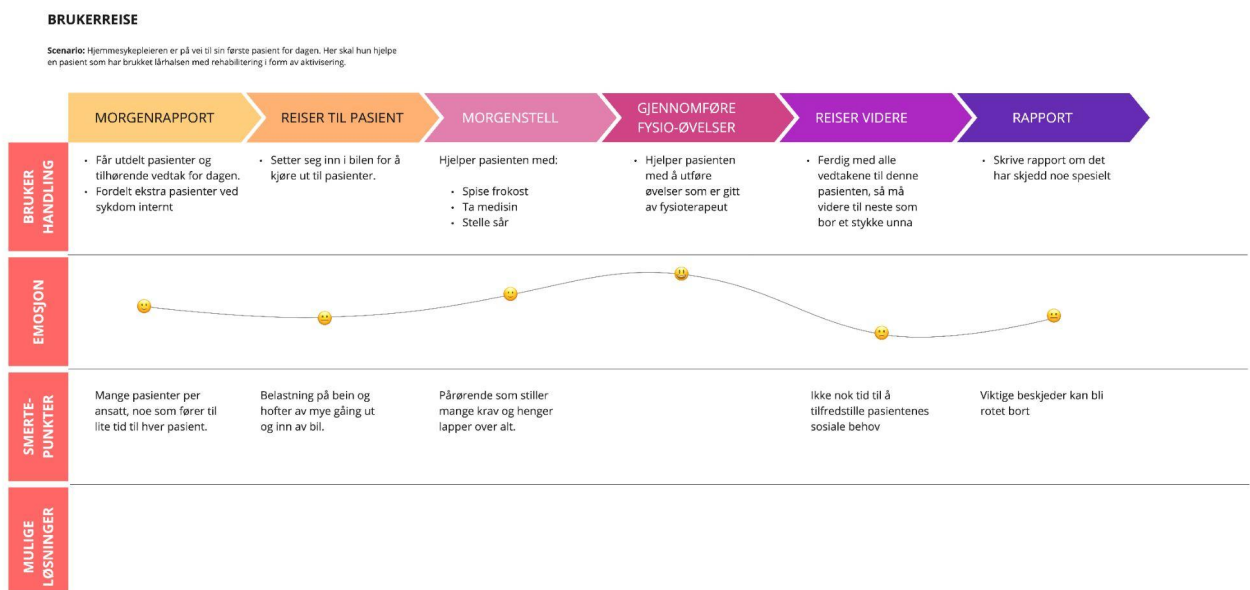 BRUKERREISE
Scenario: Hjemmesykepleieren er på vei til sin første pasient for dagen. Her skal hun hjelpe
en pasient som har brukket lårhalsen med rehabilitering i form av aktivisering.
MORGENRAPPORT
REISER TIL PASIENT
MORGENSTELL
GJENNOMFØRE
FYSIO-ØVELSER
REISER VIDERE
RAPPORT
BRUKER
HANDLING
• Får utdelt pasienter og
tilhørende vedtak for dagen.
• Fordelt ekstra pasienter ved
sykdom internt
• Setter seg inn i bilen for å
kjøre ut til pasienter.
Hjelper pasienten med:
• Spise frokost
• Ta medisin
• Stelle sår
• Hjelper pasienten
med å utføre
øvelser som er gitt
av fysioterapeut
• Ferdig med alle
vedtakene til denne
pasienten, så må
videre til neste som
bor et stykke unna
• Skrive rapport om det
har skjedd noe spesielt
EMOSJON
SMERTE-
PUNKTER
Mange pasienter per
ansatt, noe som fører til
lite tid til hver pasient.
Belastning på bein og
hofter av mye gåing ut
og inn av bil.
Pårørende som stiller
mange krav og henger
lapper over alt.
Ikke nok tid til å
tilfredstille pasientenes
sosiale behov
Viktige beskjeder kan bli
rotet bort
MULIGE
LØSNINGER